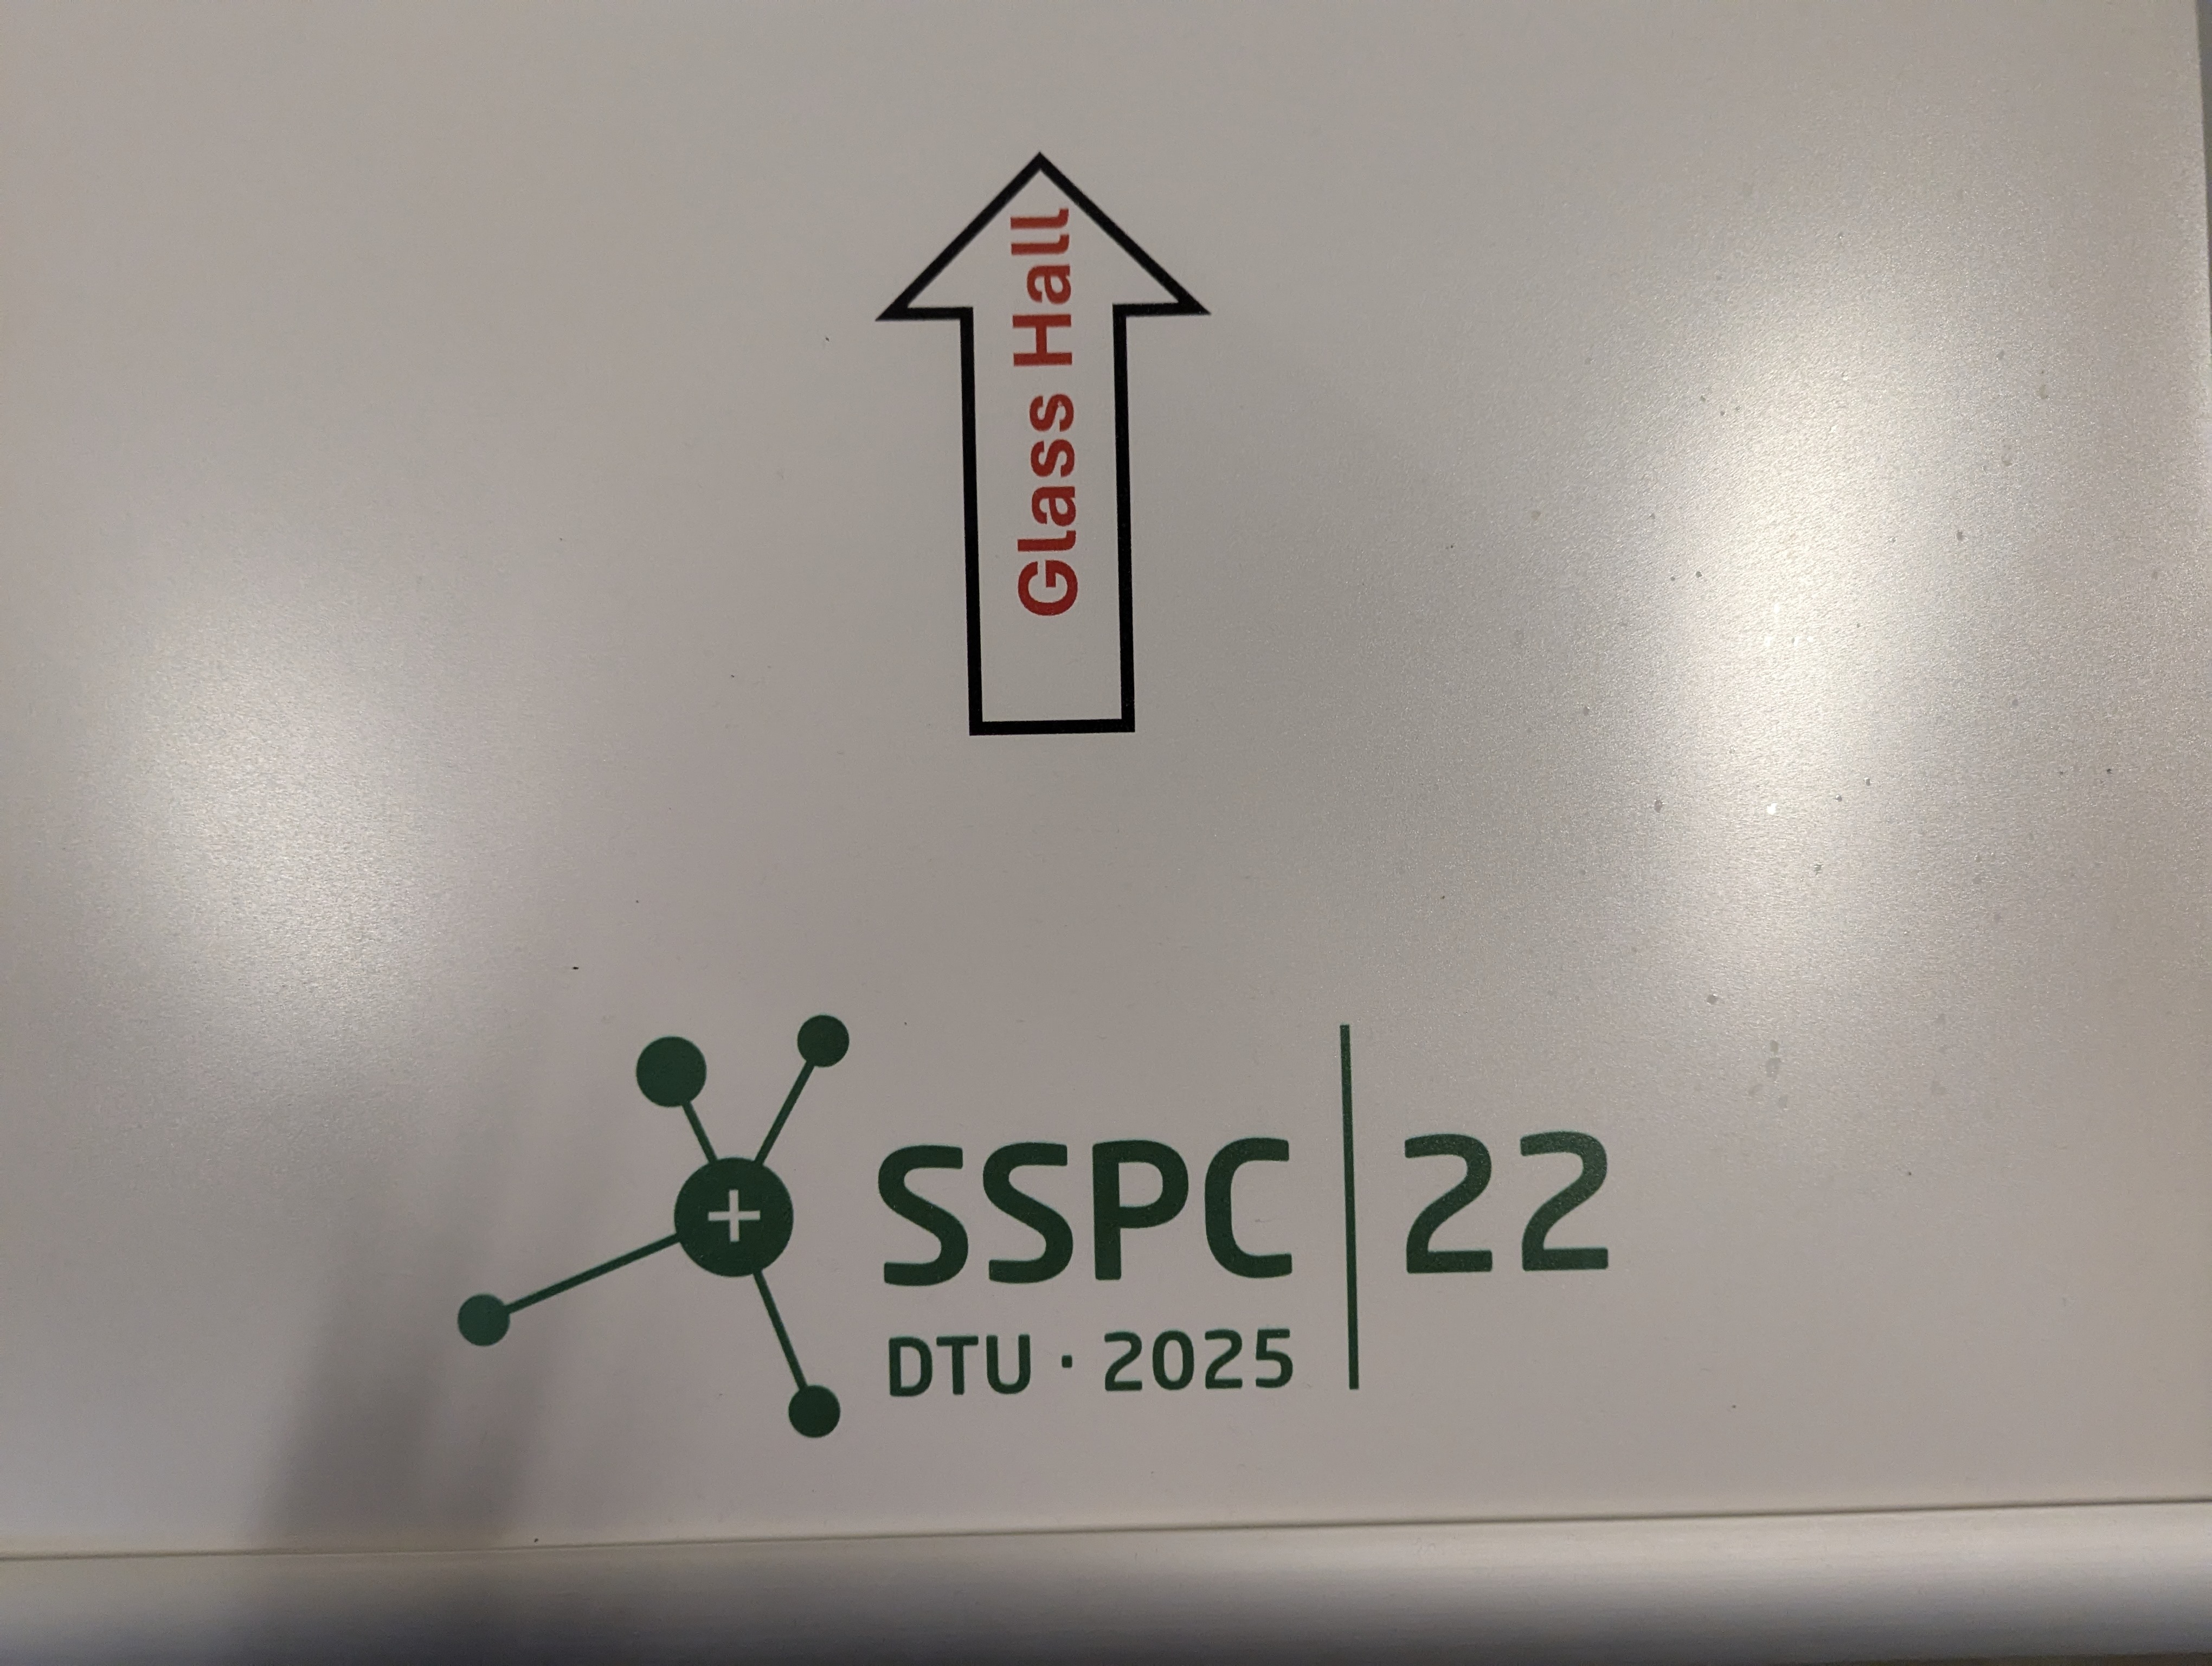 Glass Hall
+
SSPC | 22
DTU · 2025